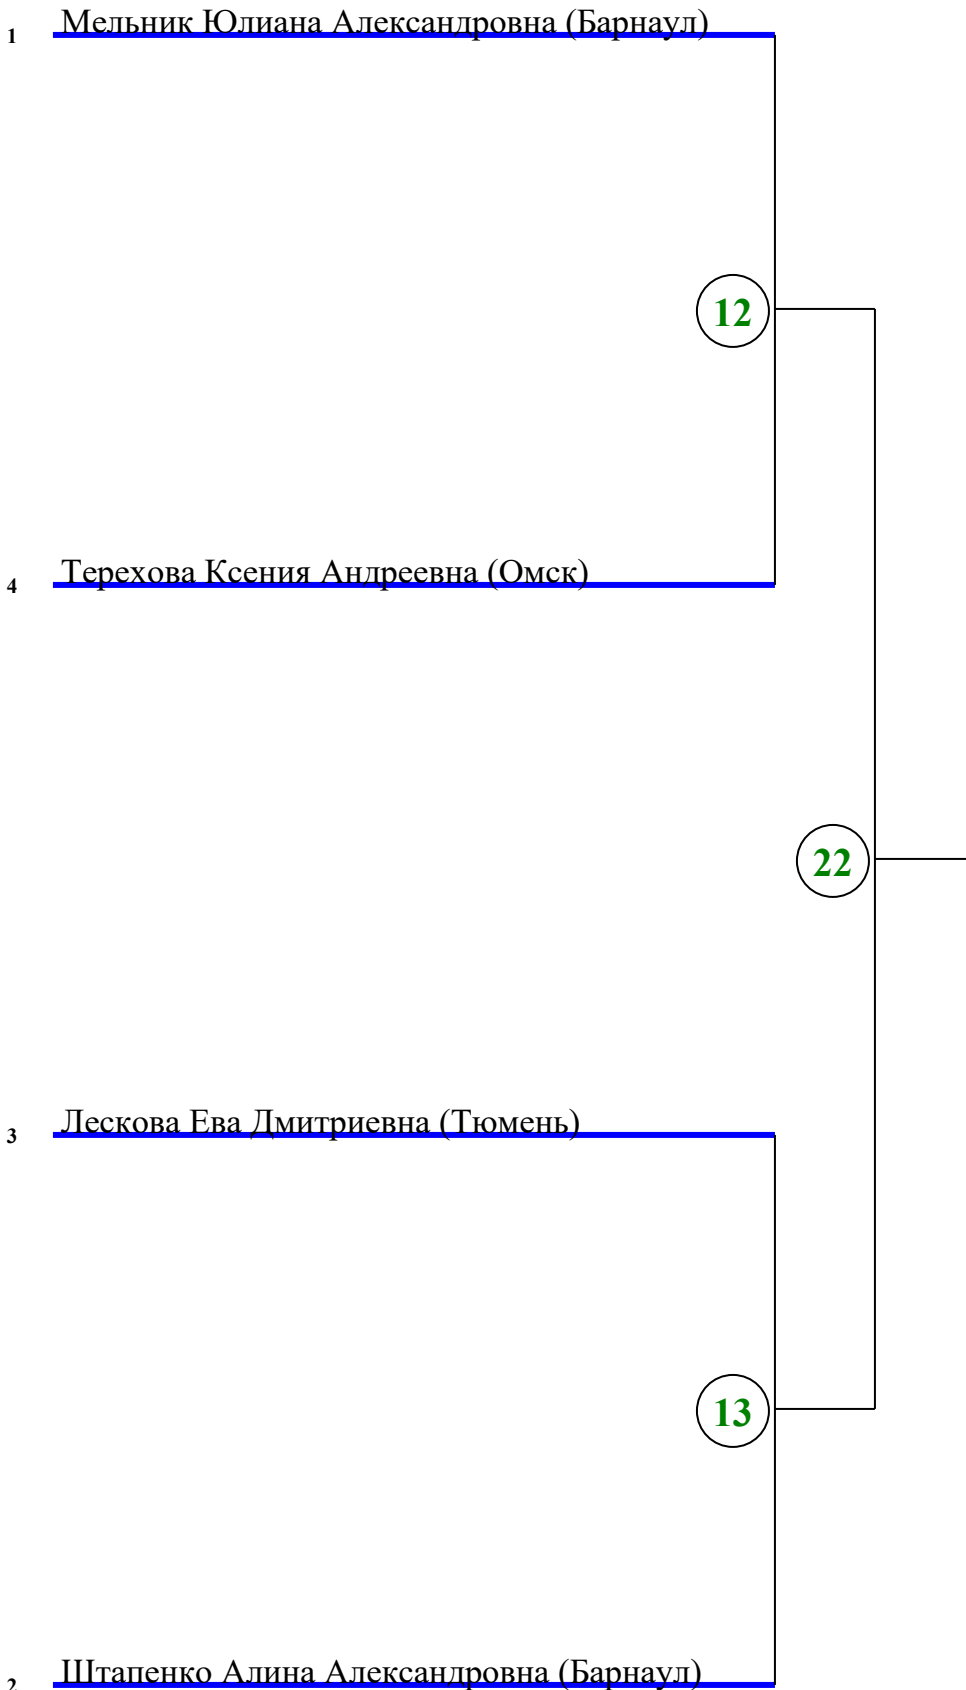 1 Мельник Юлиана Александровна (Барнаул)
12
4 Терехова Ксения Андреевна (Омск)
22
3 Лескова Ева Дмитриевна (Тюмень)
13
2 Штапенко Алина Александровна (Барнаул)